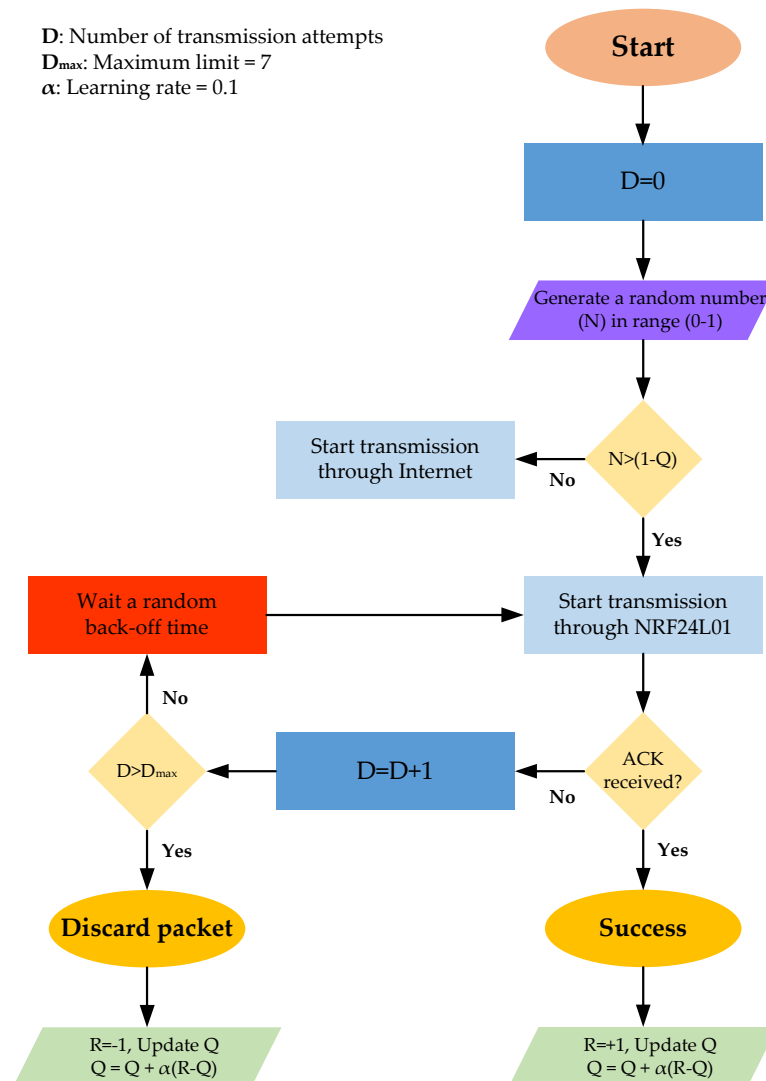 D: Number of transmission attempts
Dmax: Maximum limit = 7
α: Learning rate = 0.1
Start
D=0
Generate a random number
(N) in range (0-1)
N>(1-Q)
No
Start transmission
through Internet
Yes
Wait a random
back-off time
Start transmission
through NRF24L01
No
D>Dmax
D=D+1
No
ACK
received?
Yes
Yes
Discard packet
Success
R=-1, Update Q
Q = Q + α(R-Q)
R=+1, Update Q
Q = Q + α(R-Q)